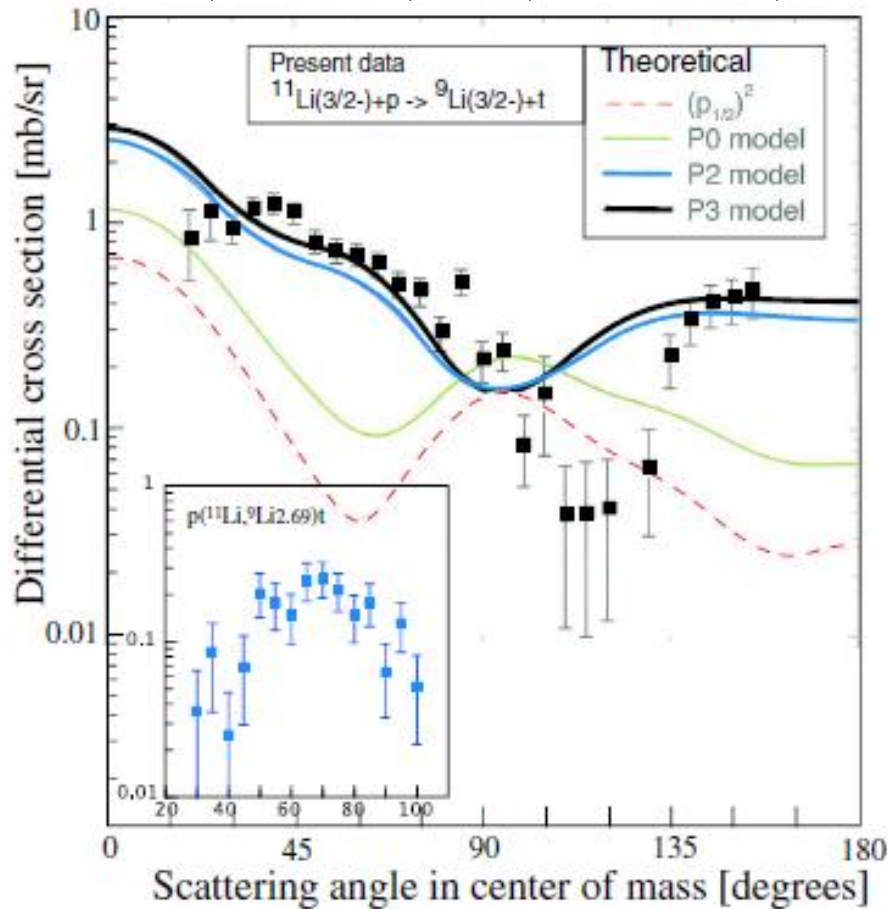 10
1
0.1
0.01
Differential cross section [mb/sr]
Present data
¹¹Li(3/2-)+p -> ⁹Li(3/2-)+t
Theoretical
(p₁/₂)²
P0 model
P2 model
P3 model
p(¹¹Li,⁹Li2.69)t
1
0.1
0.01
20 40 60 80 100
0 45 90 135 180
Scattering angle in center of mass [degrees]